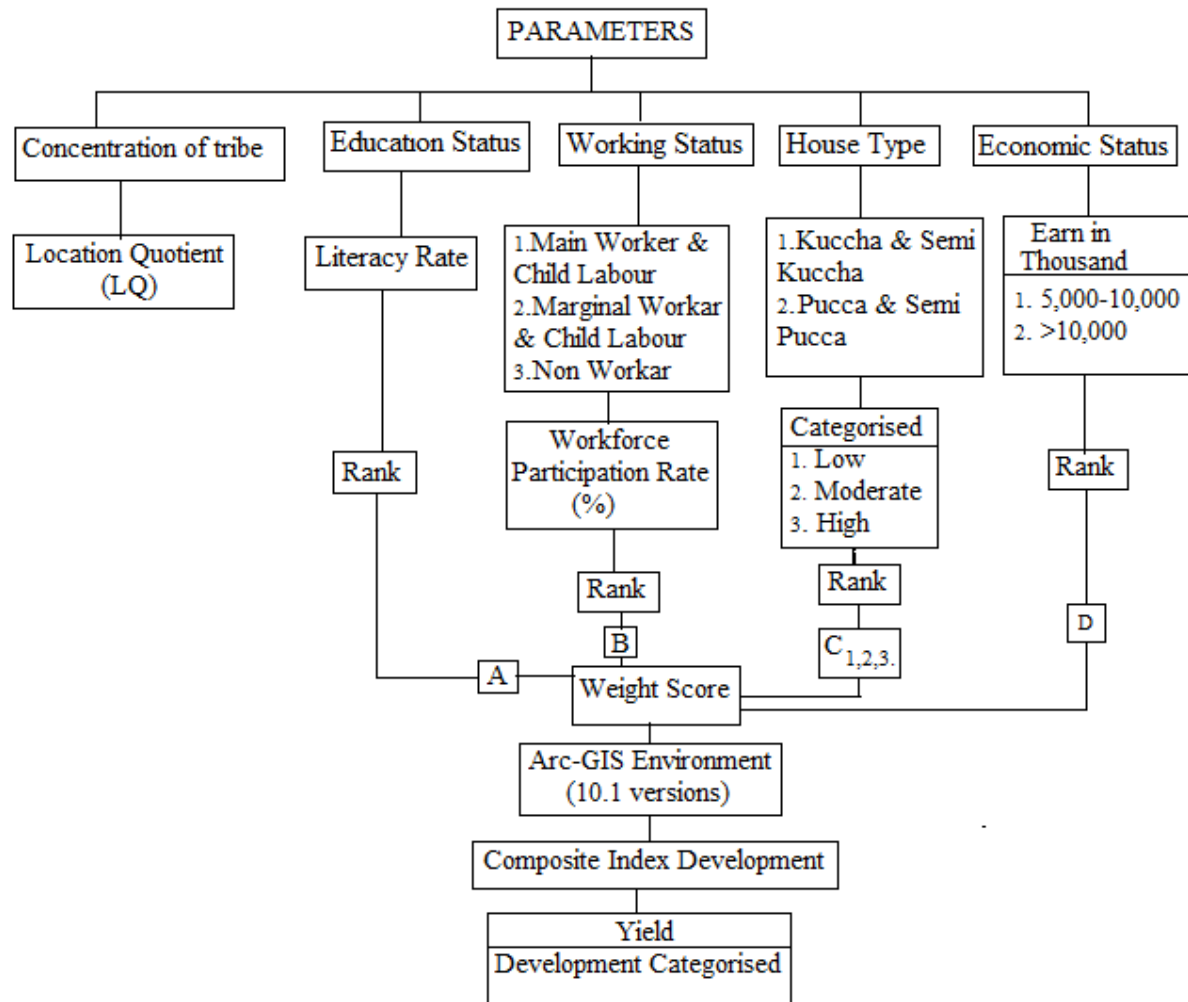 PARAMETERS
Concentration of tribe
Education Status
Working Status
House Type
Economic Status
Location Quotient
(LQ)
Literacy Rate
1.Main Worker &
Child Labour
2.Marginal Workar
& Child Labour
3.Non Workar
1.Kuccha & Semi
Kuccha
2.Pucca & Semi
Pucca
Earn in
Thousand
1. 5,000-10,000
2. >10,000
Rank
Workforce
Participation Rate
(%)
Categorised
1. Low
2. Moderate
3. High
Rank
Rank
Rank
A
B
C1,2,3.
D
Weight Score
Arc-GIS Environment
(10.1 versions)
Composite Index Development
Yield
Development Categorised